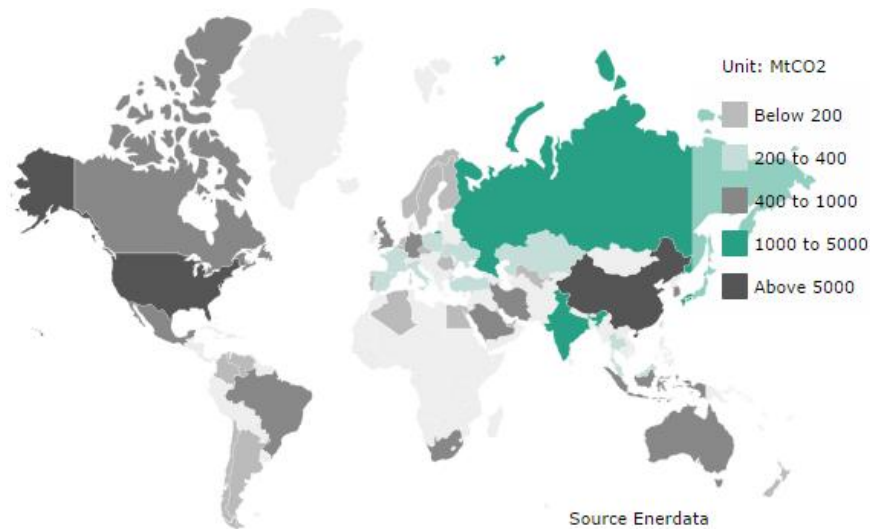 Unit: MtCO2
Below 200
200 to 400
400 to 1000
1000 to 5000
Above 5000
Source Enerdata